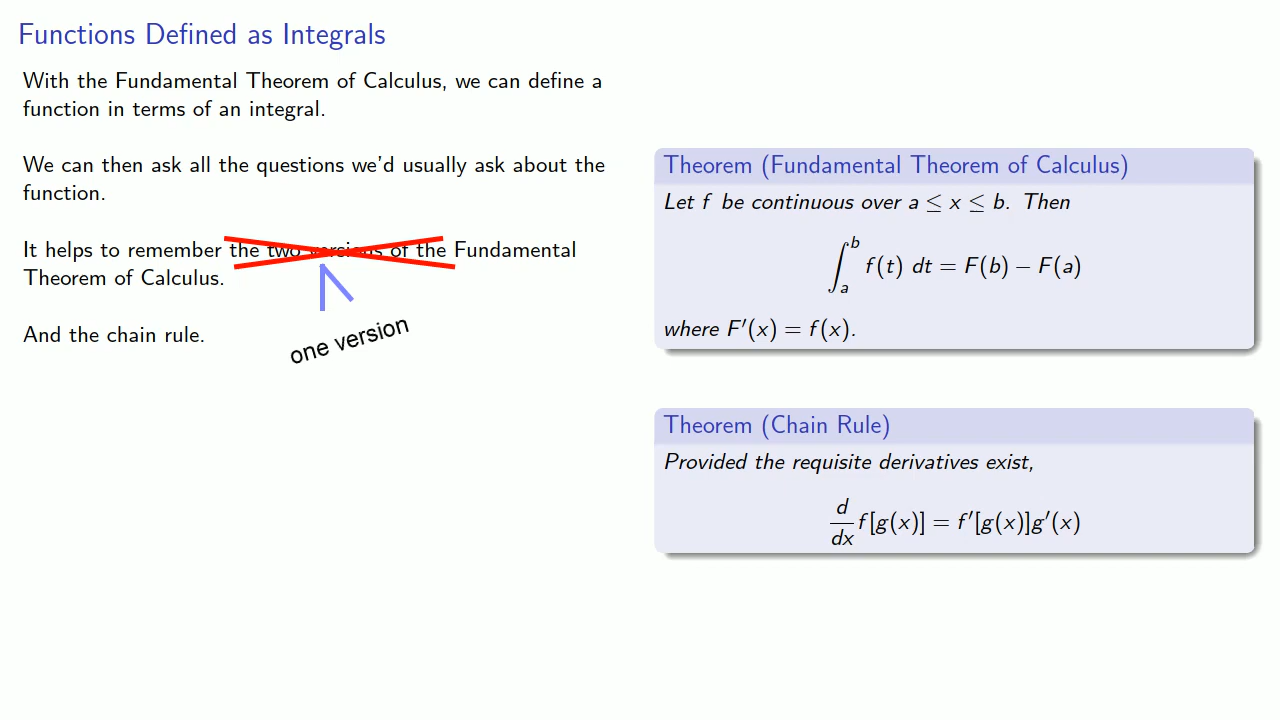 Functions Defined as Integrals
With the Fundamental Theorem of Calculus, we can define a
function in terms of an integral.
We can then ask all the questions we'd usually ask about the
function.
It helps to remember the two versions of the Fundamental
Theorem of Calculus.
one version
And the chain rule.
Theorem (Fundamental Theorem of Calculus)
Let f be continuous over a ≤ x ≤ b. Then
∫_a^b f(t) dt = F(b) − F(a)
where F′(x) = f(x).
Theorem (Chain Rule)
Provided the requisite derivatives exist,
d/dx f[g(x)] = f′[g(x)]g′(x)